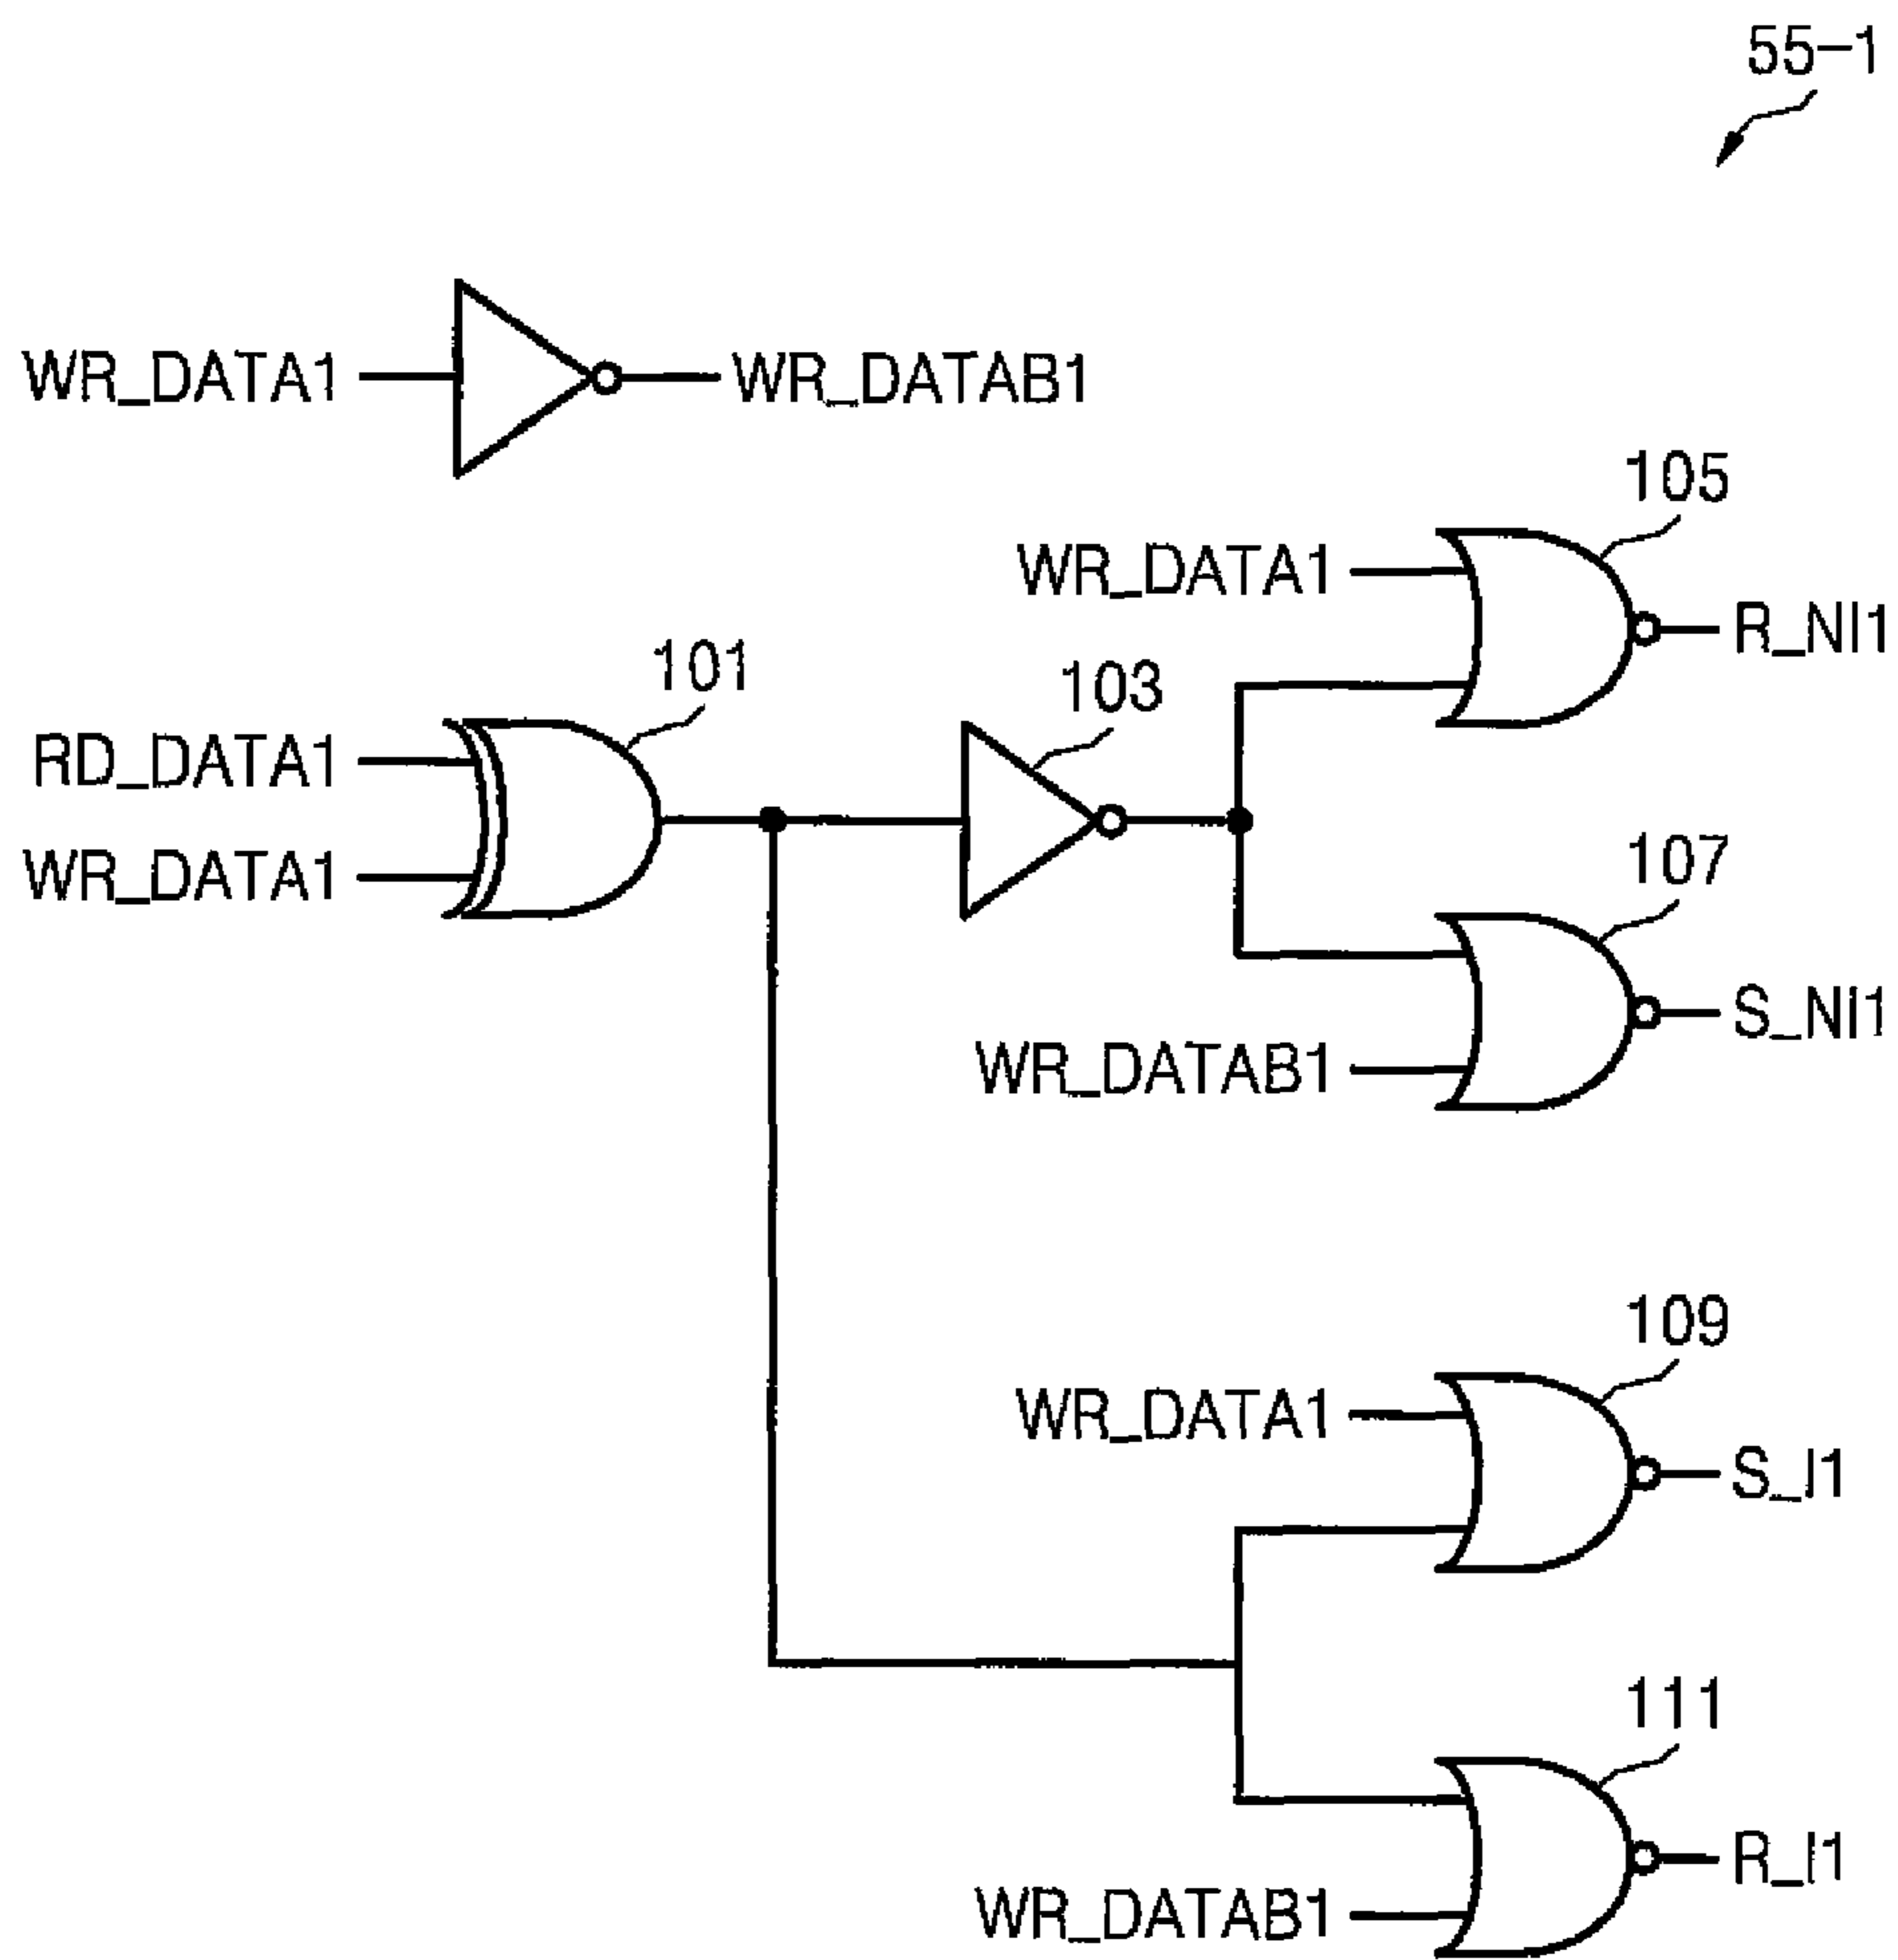 55-1
WR_DATA1
WR_DATAB1
105
WR_DATA1
R_NI1
101
103
RD_DATA1
WR_DATA1
107
S_NI1
WR_DATAB1
109
WR_DATA1
S_I1
111
R_I1
WR_DATAB1